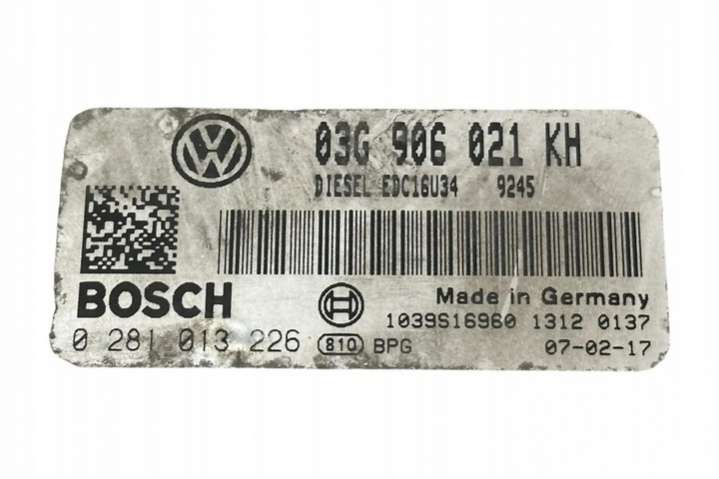 03G 906 021 KH
DIESEL EDC16U34 9245
BOSCH
Made in Germany
1039S16960 1312 0137
0 281 013 226 810 BPG 07-02-17